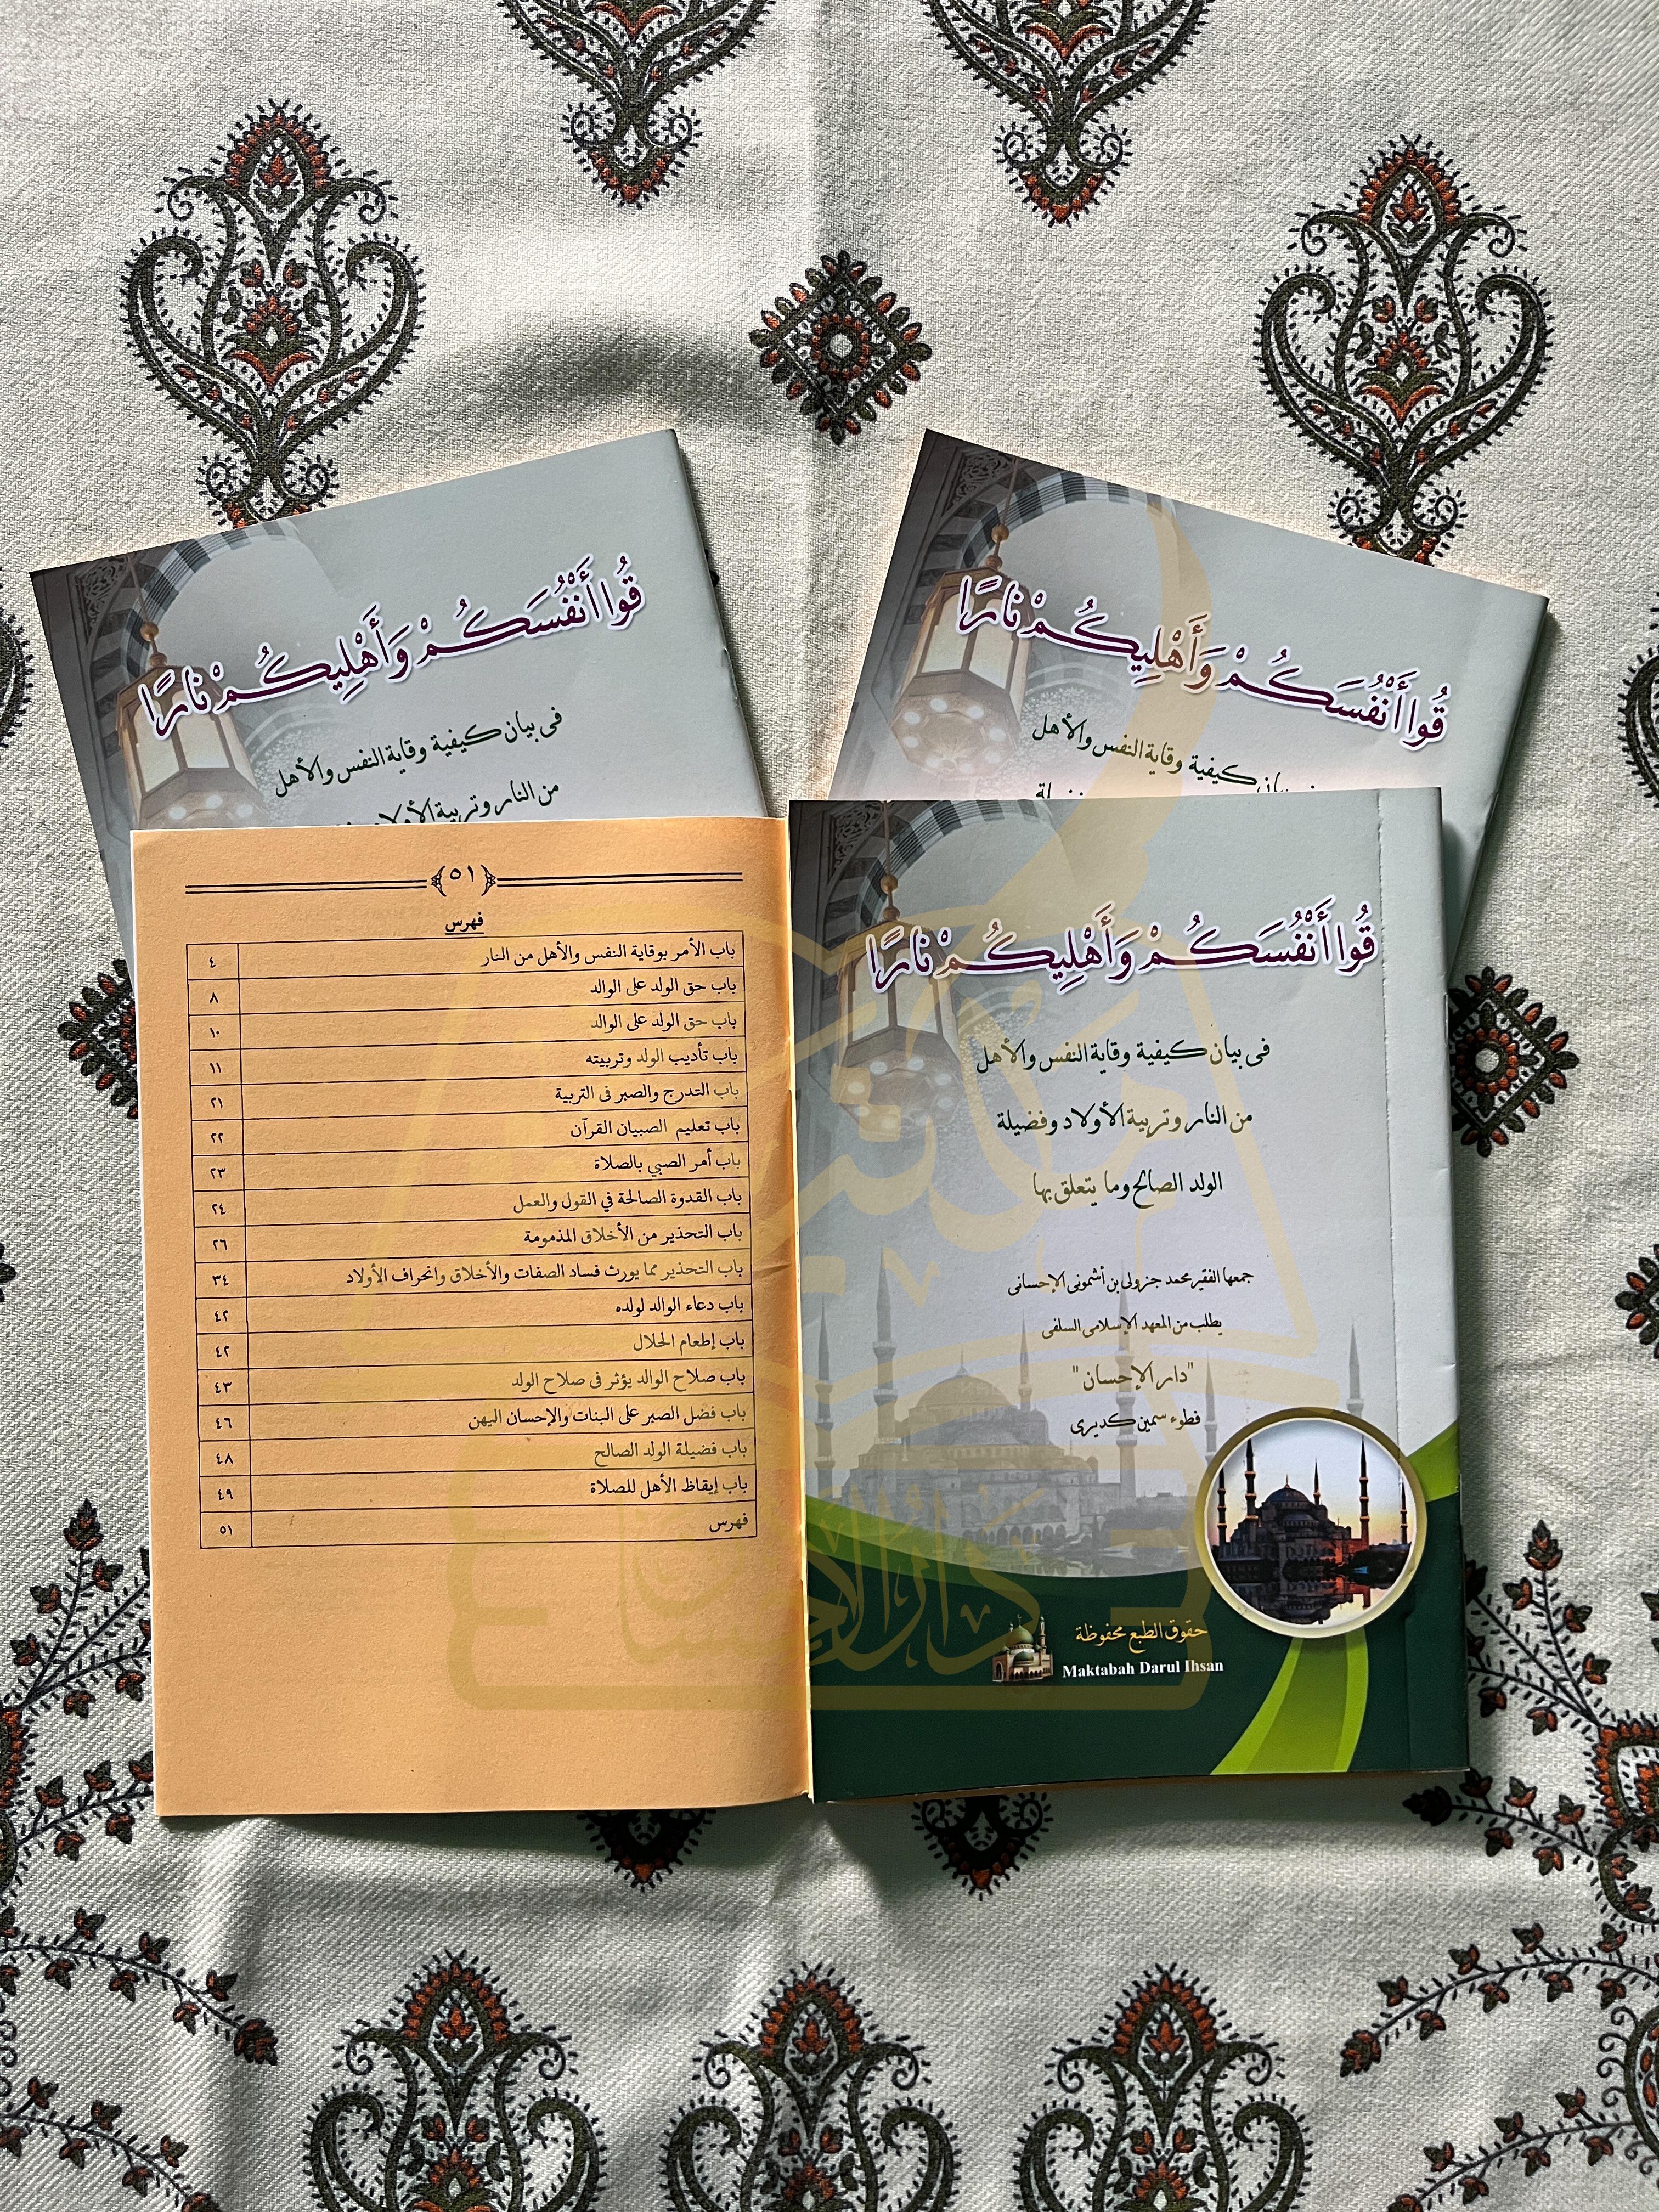 قُوا أَنْفُسَكُمْ وَأَهْلِيكُمْ نَارًا
فى بيان كيفية وقاية النفس والأهل
من النار وتربية الأولاد
قُوا أَنْفُسَكُمْ وَأَهْلِيكُمْ نَارًا
فى بيان كيفية وقاية النفس والأهل
قُوا أَنْفُسَكُمْ وَأَهْلِيكُمْ نَارًا
فى بيان كيفية وقاية النفس والأهل
من النار وتربية الأولاد وفضيلة
الولد الصالح وما يتعلق بها
جمعها الفقير محمد جزولى بن أشمونى الإحسانى
يطلب من المعهد الإسلامى السلفى
"دار الإحسان"
فطوء سمين كديرى
حقوق الطبع محفوظة
Maktabah Darul Ihsan
٥١
فهرس
باب الأمر بوقاية النفس والأهل من النار ٤
باب حق الولد على الوالد ٨
باب حق الولد على الوالد ١٠
باب تأديب الولد وتربيته ١١
باب التدرج والصبر فى التربية ٢١
باب تعليم الصبيان القرآن ٢٢
باب أمر الصبي بالصلاة ٢٣
باب القدوة الصالحة في القول والعمل ٢٤
باب التحذير من الأخلاق المذمومة ٢٦
باب التحذير مما يورث فساد الصفات والأخلاق وانحراف الأولاد ٣٤
باب دعاء الوالد لولده ٤٢
باب إطعام الحلال ٤٢
باب صلاح الوالد يؤثر فى صلاح الولد ٤٣
باب فضل الصبر على البنات والإحسان اليهن ٤٦
باب فضيلة الولد الصالح ٤٨
باب إيقاظ الأهل للصلاة ٤٩
فهرس ٥١
مكتبة
دار الإحسان